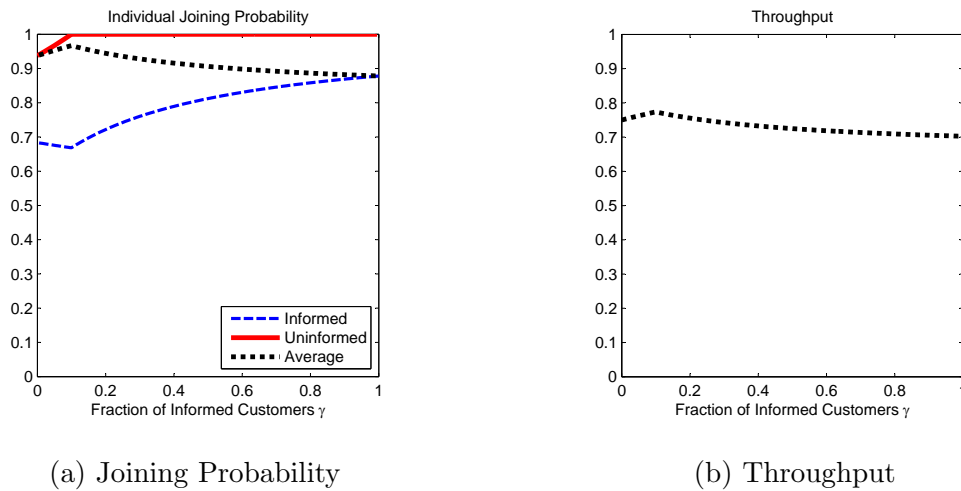 Individual Joining Probability
1
0.9
0.8
0.7
0.6
0.5
0.4
0.3
0.2
0.1
0
0 0.2 0.4 0.6 0.8 1
Fraction of Informed Customers γ
Informed
Uninformed
Average
(a) Joining Probability
Throughput
1
0.9
0.8
0.7
0.6
0.5
0.4
0.3
0.2
0.1
0
0 0.2 0.4 0.6 0.8 1
Fraction of Informed Customers γ
(b) Throughput